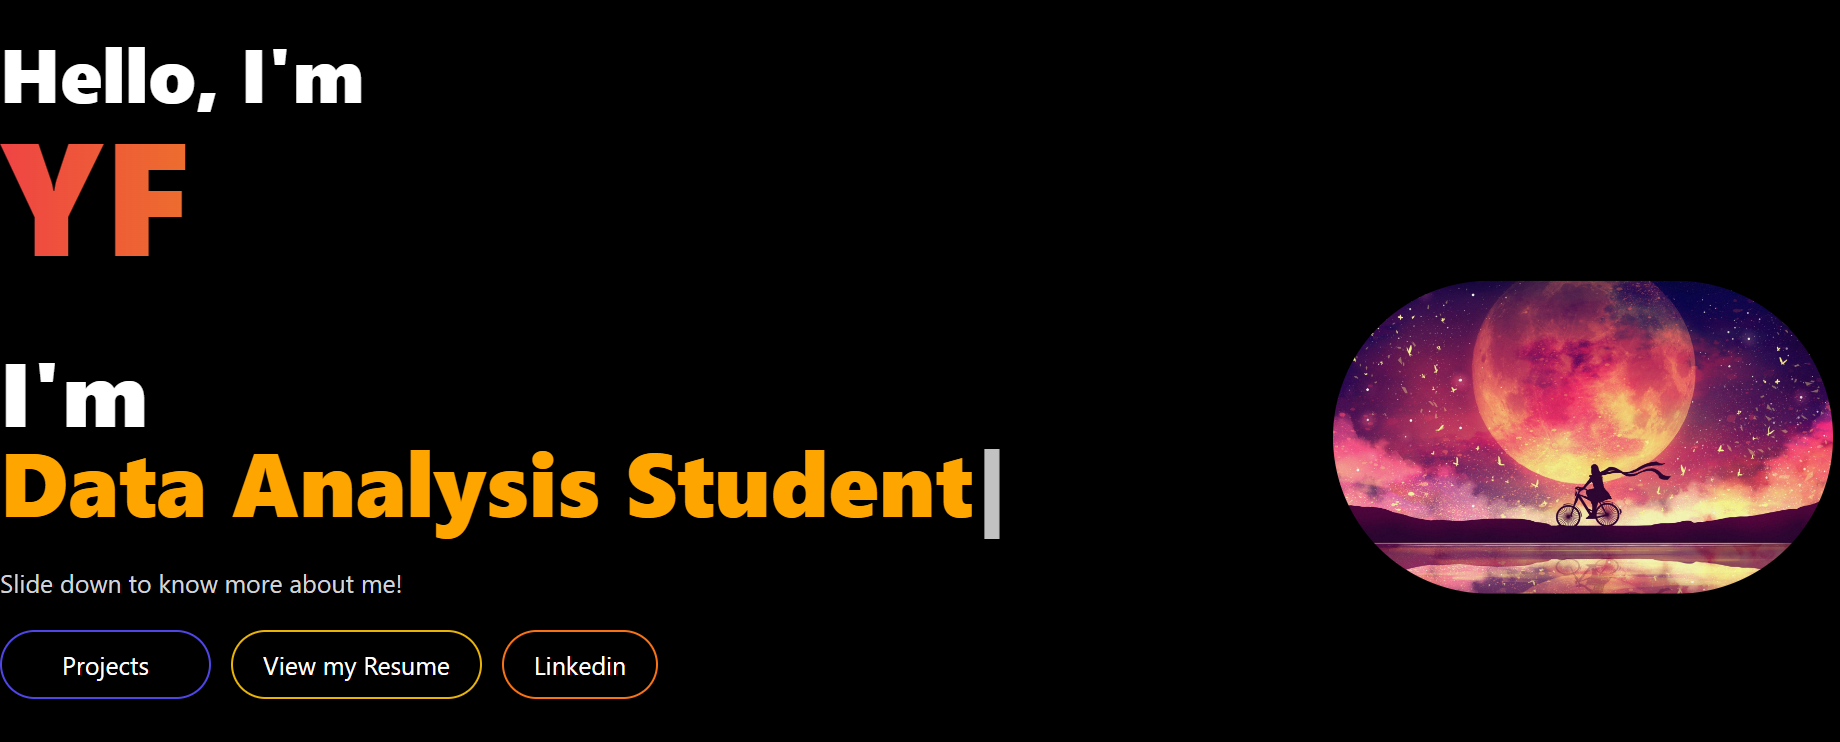 Hello, I'm
YF
I'm
Data Analysis Student|
Slide down to know more about me!
Projects
View my Resume
Linkedin